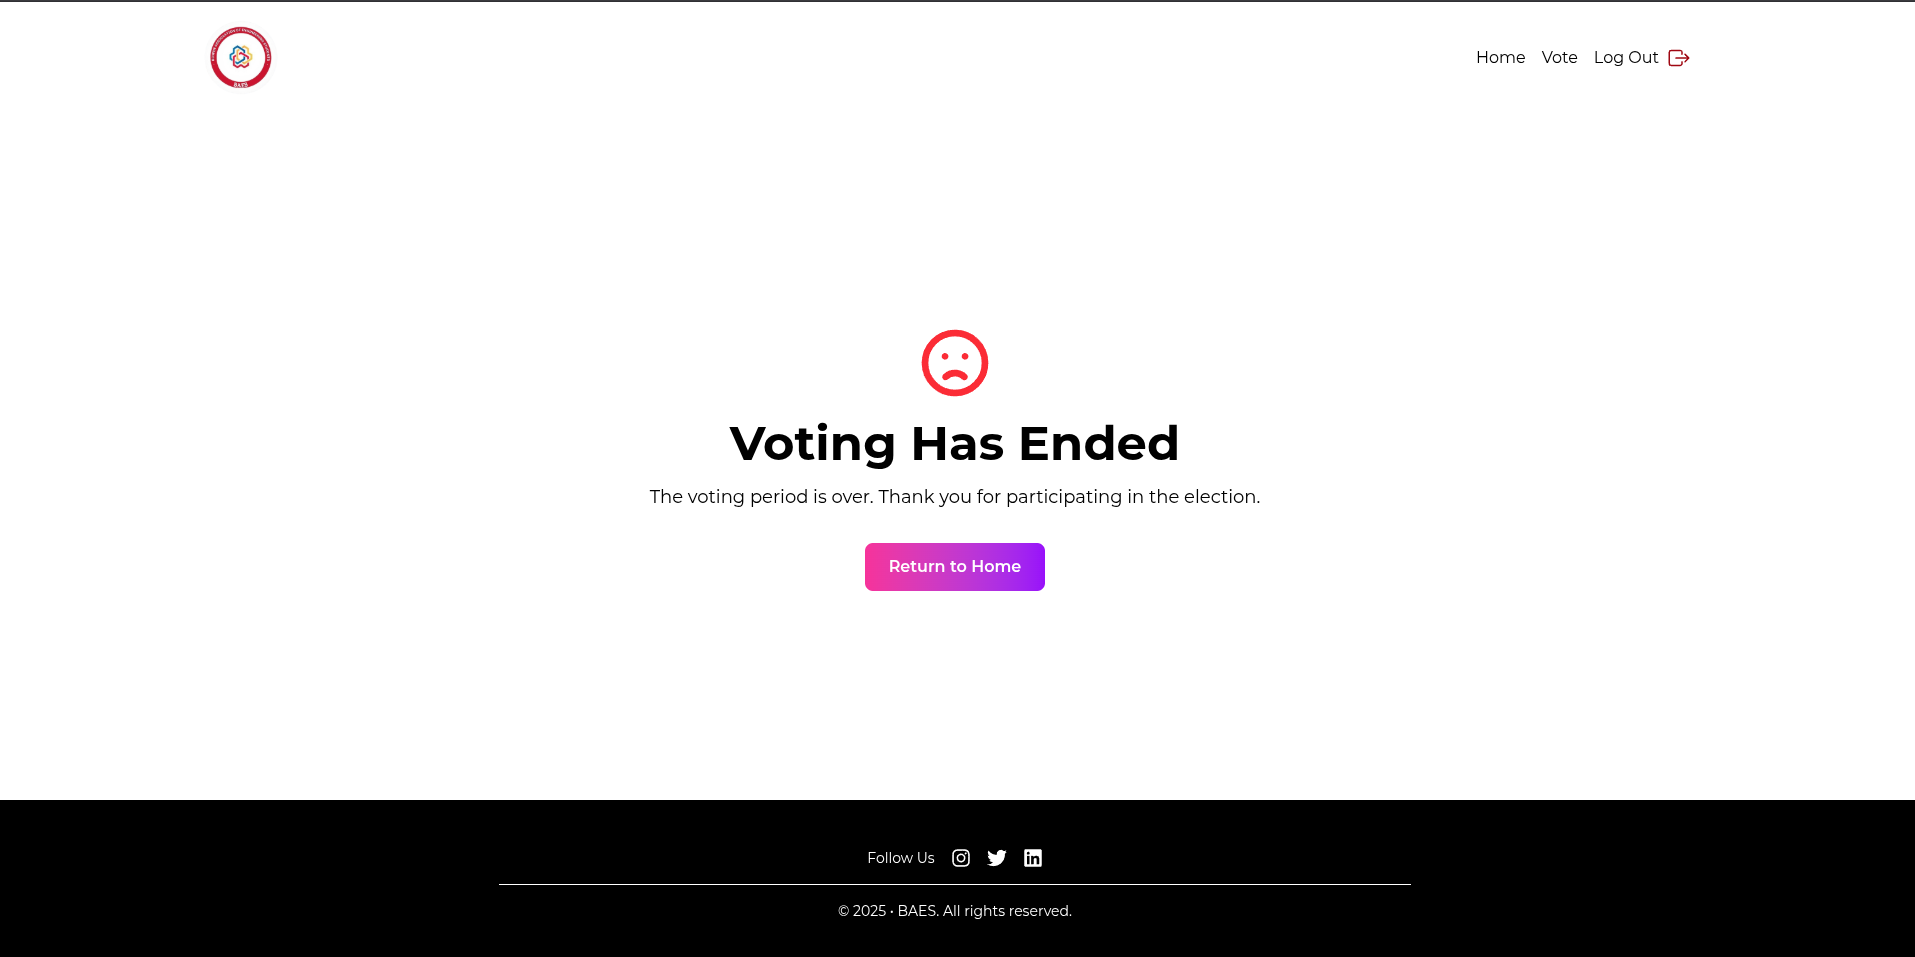 BAES
Home Vote Log Out
Voting Has Ended
The voting period is over. Thank you for participating in the election.
Return to Home
Follow Us
© 2025 • BAES. All rights reserved.